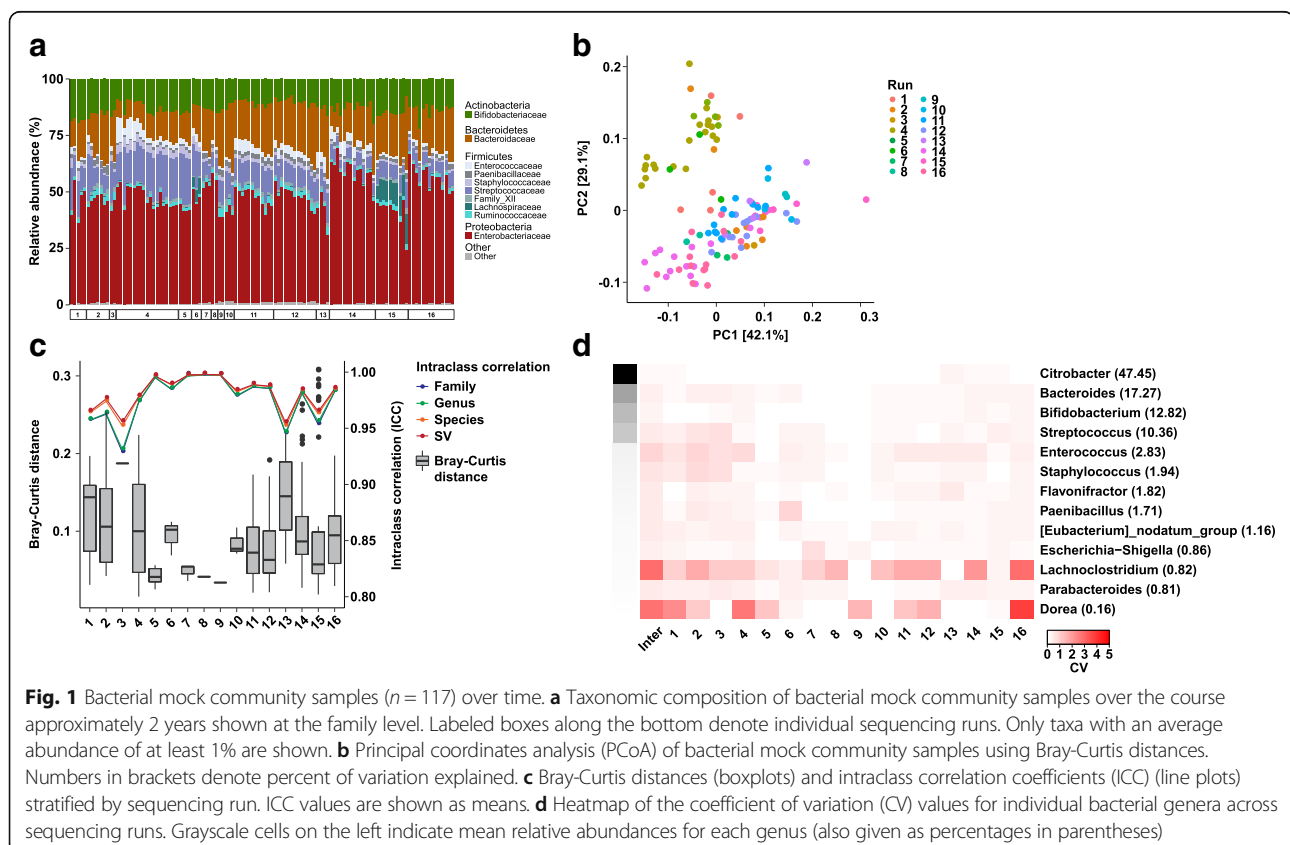 a
100
75
50
25
0
Relative abundnace (%)
1 2 3 4 5 6 7 8 9 10 11 12 13 14 15 16
Actinobacteria
Bifidobacteriaceae
Bacteroidetes
Bacteroidaceae
Firmicutes
Enterococcaceae
Paenibacillaceae
Staphylococcaceae
Streptococcaceae
Family_XII
Lachnospiraceae
Ruminococcaceae
Proteobacteria
Enterobacteriaceae
Other
Other
b
0.2
0.1
0
-0.1
PC2 [29.1%]
-0.1 0 0.1 0.2 0.3
PC1 [42.1%]
Run
1 9
2 10
3 11
4 12
5 13
6 14
7 15
8 16
c
0.3
0.2
0.1
Bray-Curtis distance
1.00
0.95
0.90
0.85
0.80
Intraclass correlation (ICC)
1 2 3 4 5 6 7 8 9 10 11 12 13 14 15 16
Intraclass correlation
Family
Genus
Species
SV
Bray-Curtis
distance
d
Citrobacter (47.45)
Bacteroides (17.27)
Bifidobacterium (12.82)
Streptococcus (10.36)
Enterococcus (2.83)
Staphylococcus (1.94)
Flavonifractor (1.82)
Paenibacillus (1.71)
[Eubacterium]_nodatum_group (1.16)
Escherichia−Shigella (0.86)
Lachnoclostridium (0.82)
Parabacteroides (0.81)
Dorea (0.16)
Inter 1 2 3 4 5 6 7 8 9 10 11 12 13 14 15 16
0 1 2 3 4 5
CV
Fig. 1 Bacterial mock community samples (n = 117) over time. a Taxonomic composition of bacterial mock community samples over the course
approximately 2 years shown at the family level. Labeled boxes along the bottom denote individual sequencing runs. Only taxa with an average
abundance of at least 1% are shown. b Principal coordinates analysis (PCoA) of bacterial mock community samples using Bray-Curtis distances.
Numbers in brackets denote percent of variation explained. c Bray-Curtis distances (boxplots) and intraclass correlation coefficients (ICC) (line plots)
stratified by sequencing run. ICC values are shown as means. d Heatmap of the coefficient of variation (CV) values for individual bacterial genera across
sequencing runs. Grayscale cells on the left indicate mean relative abundances for each genus (also given as percentages in parentheses)